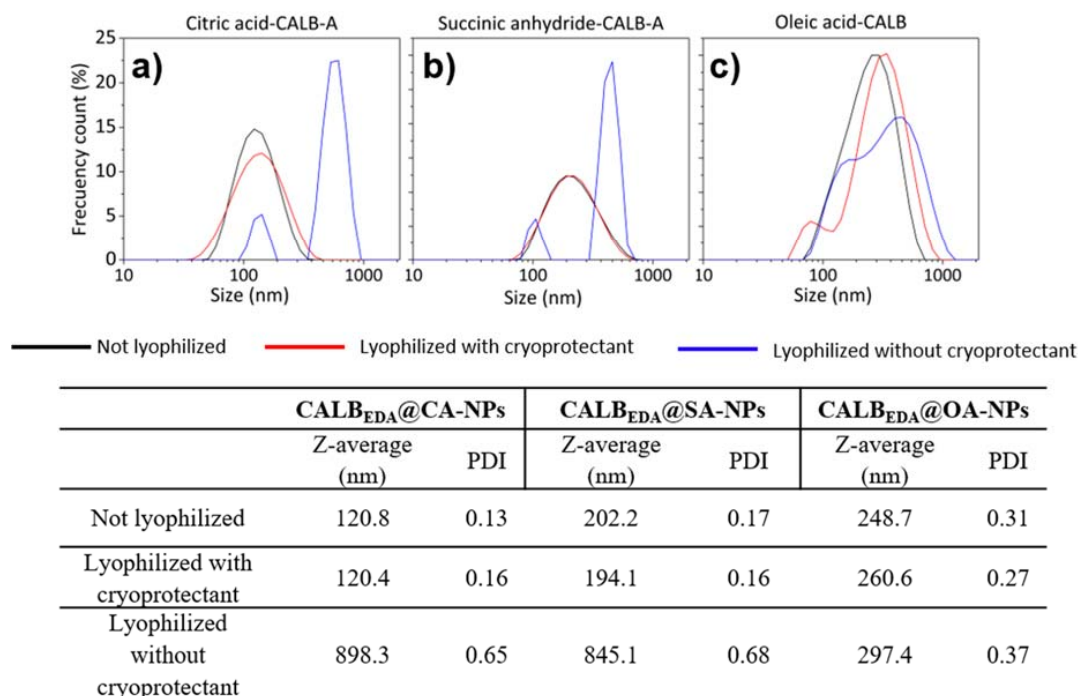 Citric acid-CALB-A
Succinic anhydride-CALB-A
Oleic acid-CALB
25
20
15
10
5
0
Frecuency count (%)
a)
b)
c)
10 100 1000
10 100 1000
10 100 1000
Size (nm)
Size (nm)
Size (nm)
Not lyophilized
Lyophilized with cryoprotectant
Lyophilized without cryoprotectant
CALBEDA@CA-NPs CALBEDA@SA-NPs CALBEDA@OA-NPs
Z-average (nm) PDI Z-average (nm) PDI Z-average (nm) PDI
Not lyophilized 120.8 0.13 202.2 0.17 248.7 0.31
Lyophilized with
cryoprotectant 120.4 0.16 194.1 0.16 260.6 0.27
Lyophilized
without
cryoprotectant 898.3 0.65 845.1 0.68 297.4 0.37